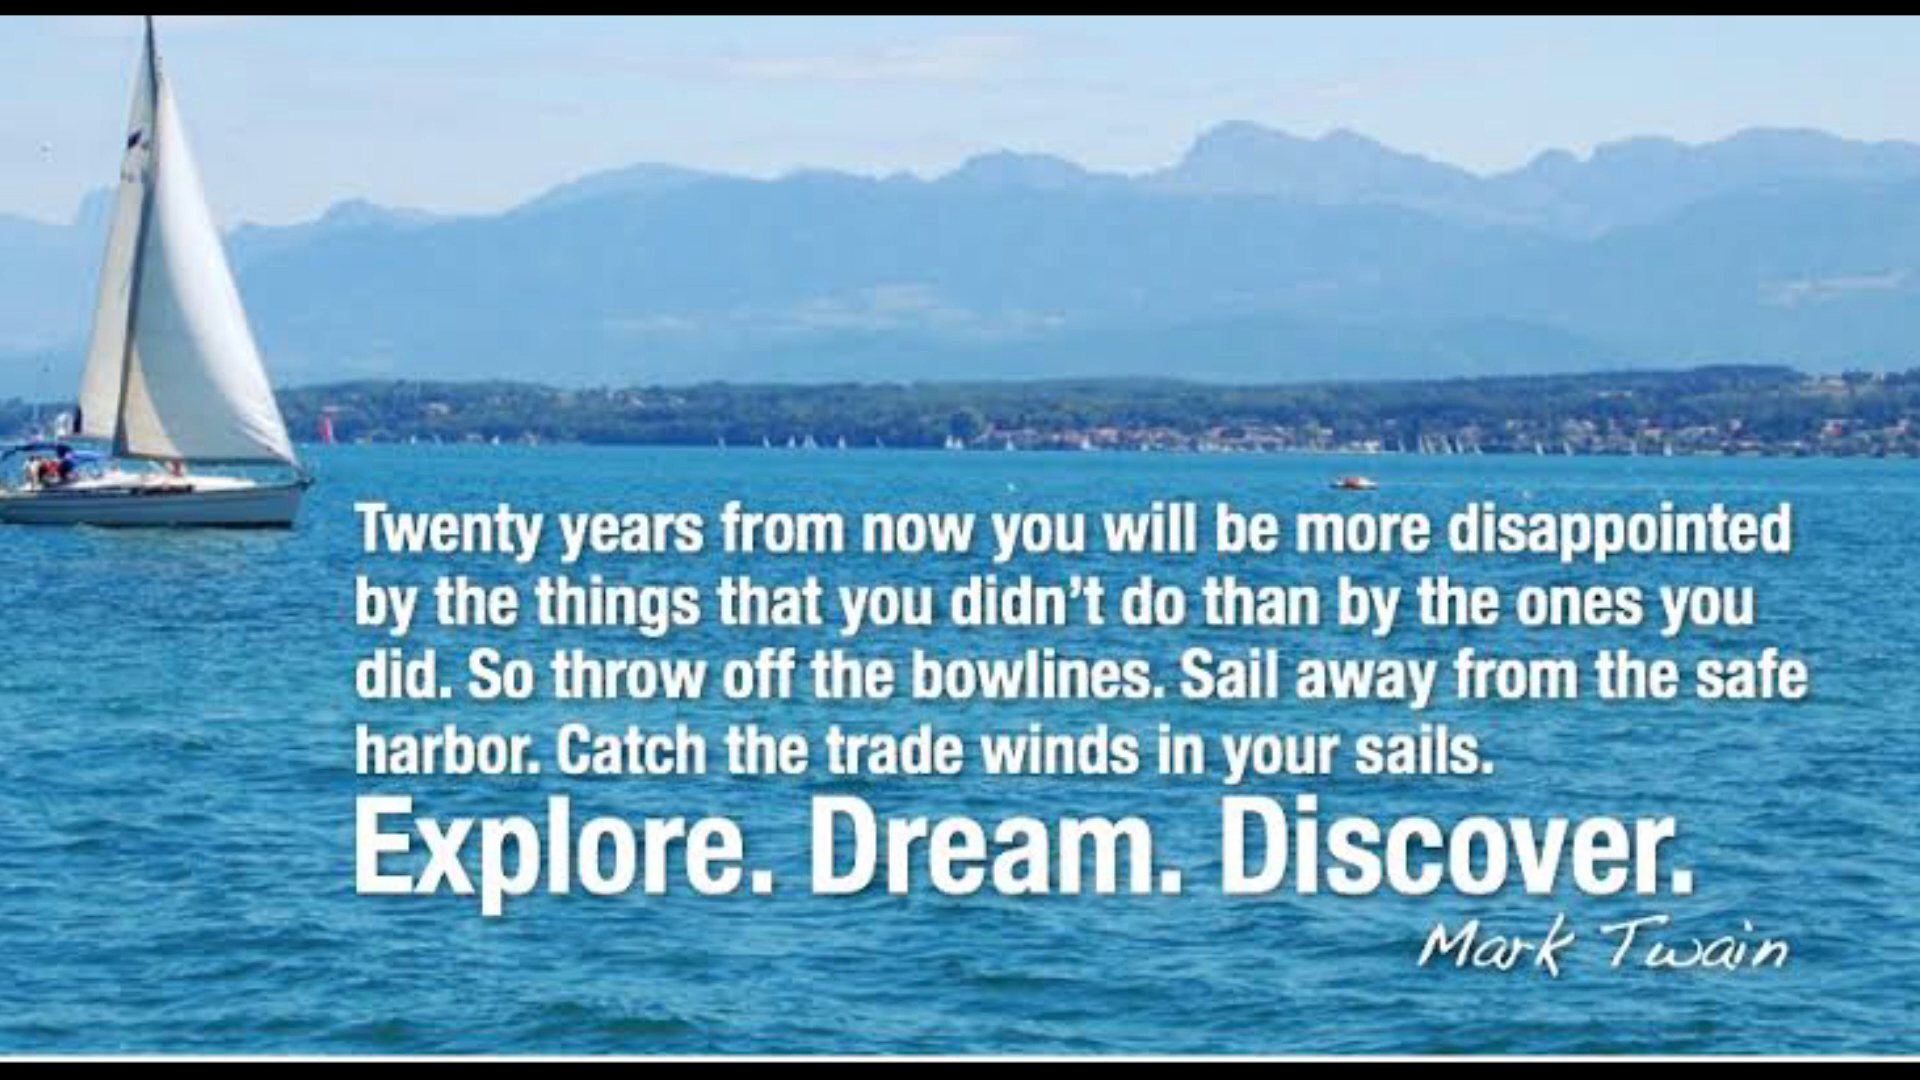 Twenty years from now you will be more disappointed
by the things that you didn’t do than by the ones you
did. So throw off the bowlines. Sail away from the safe
harbor. Catch the trade winds in your sails.
Explore. Dream. Discover.
Mark Twain